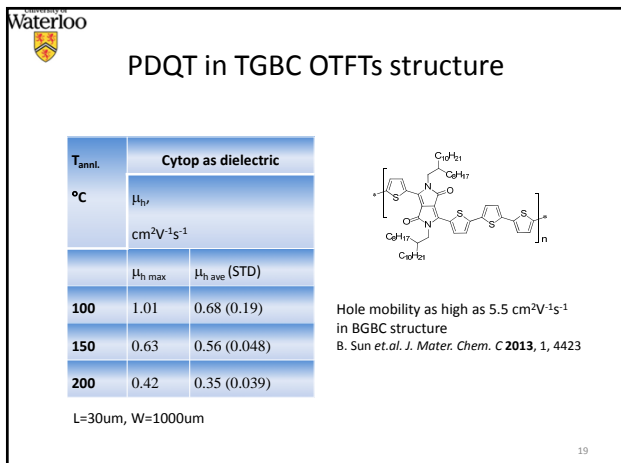 University of
Waterloo
PDQT in TGBC OTFTs structure
Tannl.
°C
Cytop as dielectric
μh,
cm²V⁻¹s⁻¹
μh max μh ave (STD)
100 1.01 0.68 (0.19)
150 0.63 0.56 (0.048)
200 0.42 0.35 (0.039)
L=30um, W=1000um
C10H21
C8H17
S
N
O
*
S
S
S
*
n
O
N
C8H17
C10H21
Hole mobility as high as 5.5 cm²V⁻¹s⁻¹
in BGBC structure
B. Sun et.al. J. Mater. Chem. C 2013, 1, 4423
19